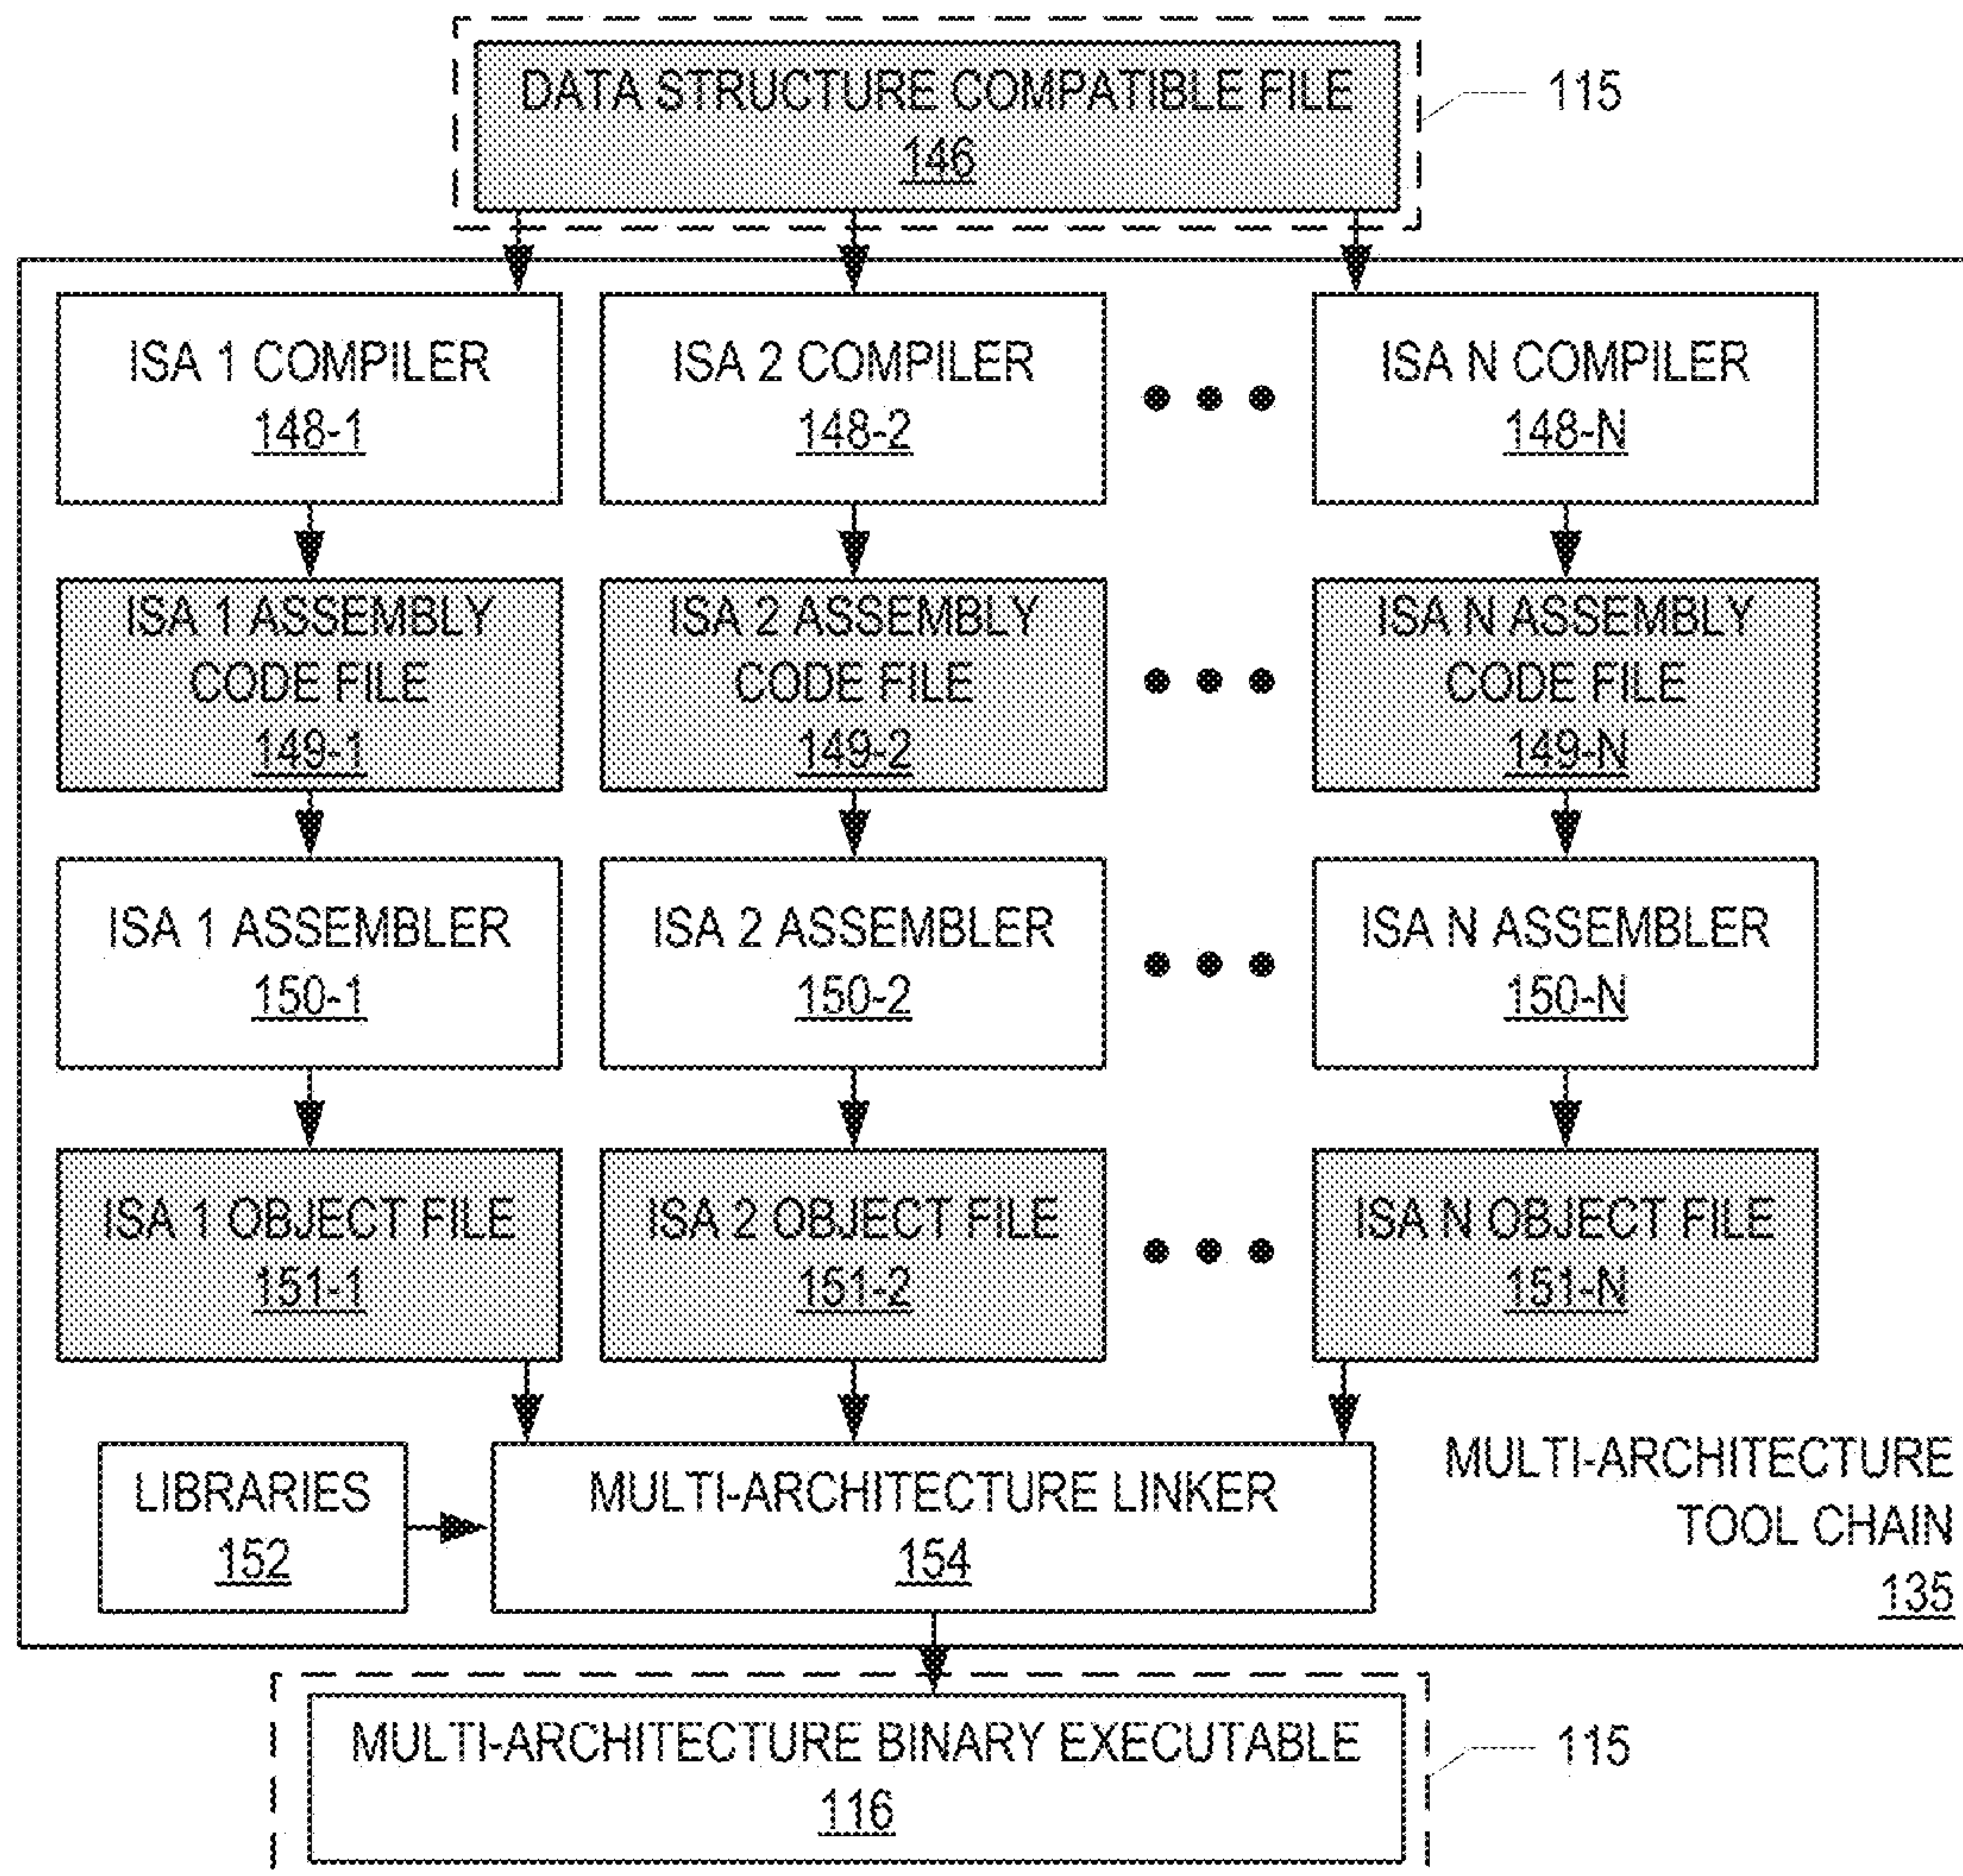 DATA STRUCTURE COMPATIBLE FILE
146
115
ISA 1 COMPILER
148-1
ISA 2 COMPILER
148-2
ISA N COMPILER
148-N
ISA 1 ASSEMBLY
CODE FILE
149-1
ISA 2 ASSEMBLY
CODE FILE
149-2
ISA N ASSEMBLY
CODE FILE
149-N
ISA 1 ASSEMBLER
150-1
ISA 2 ASSEMBLER
150-2
ISA N ASSEMBLER
150-N
ISA 1 OBJECT FILE
151-1
ISA 2 OBJECT FILE
151-2
ISA N OBJECT FILE
151-N
LIBRARIES
152
MULTI-ARCHITECTURE LINKER
154
MULTI-ARCHITECTURE
TOOL CHAIN
135
MULTI-ARCHITECTURE BINARY EXECUTABLE
116
115